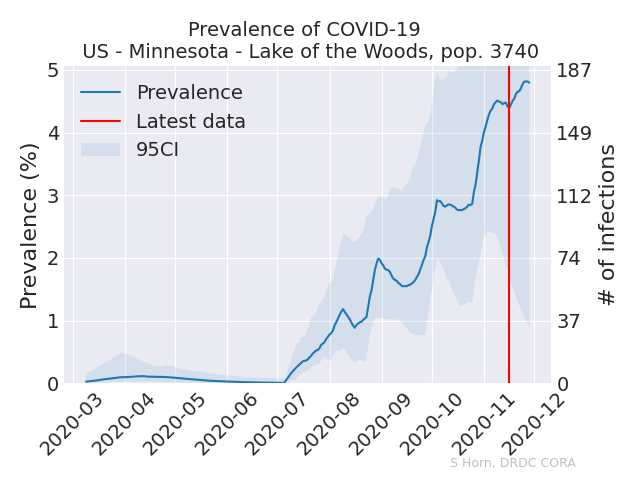 Prevalence of COVID-19
US - Minnesota - Lake of the Woods, pop. 3740
Prevalence (%)
5
4
3
2
1
0
Prevalence
Latest data
95CI
187
149
112
74
37
0
# of infections
2020-03
2020-04
2020-05
2020-06
2020-07
2020-08
2020-09
2020-10
2020-11
2020-12
S Horn, DRDC CORA